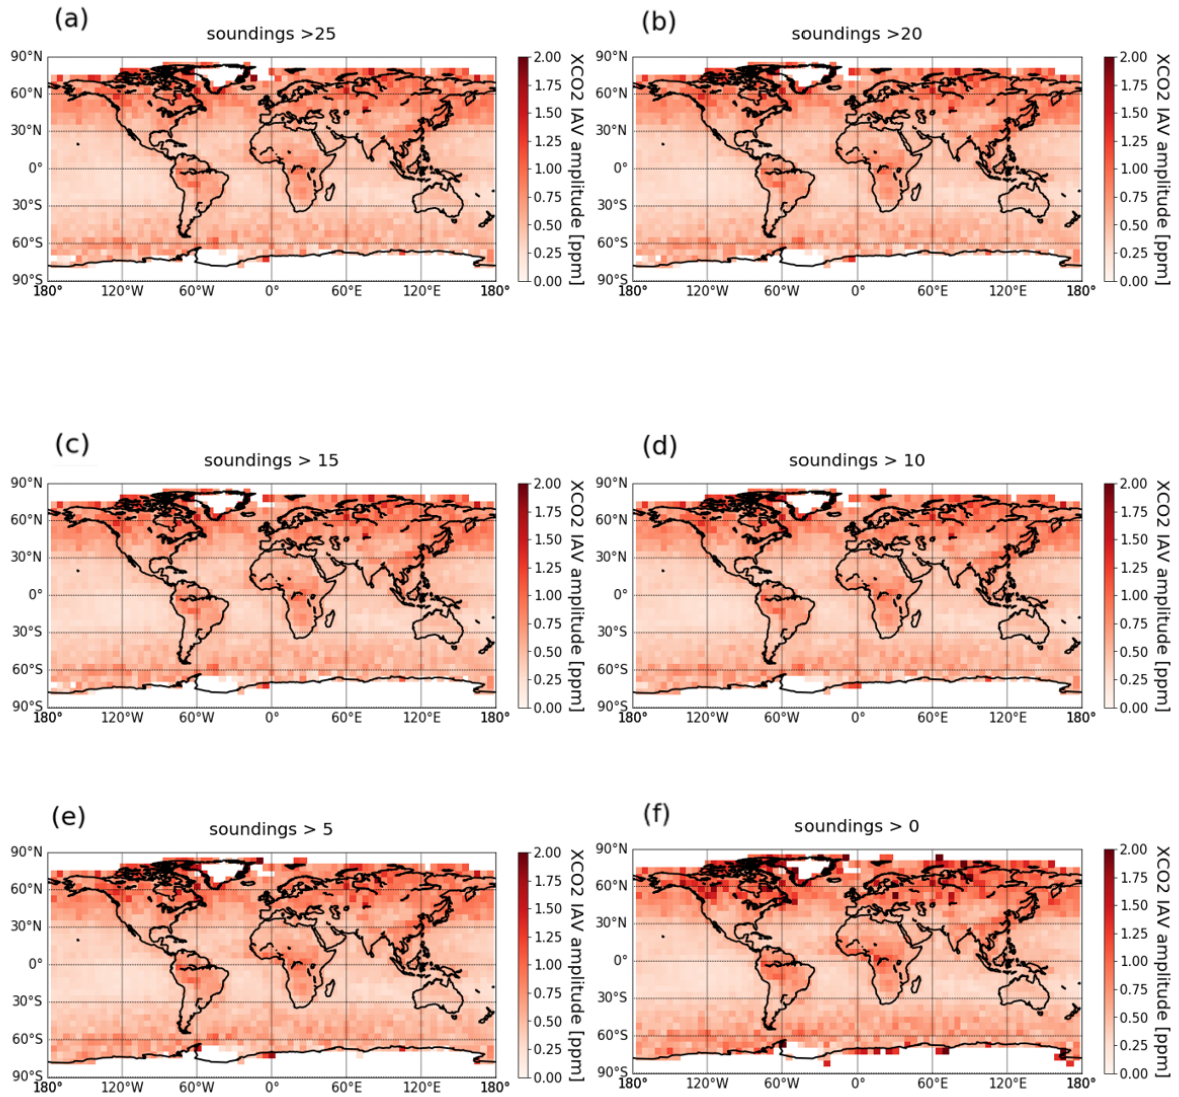 (a)
soundings >25
90°N
60°N
30°N
0°
30°S
60°S
90°S
180°
120°W
60°W
0°
60°E
120°E
180°
2.00
1.75
1.50
1.25
1.00
0.75
0.50
0.25
0.00
XCO2 IAV amplitude [ppm]
(b)
soundings >20
90°N
60°N
30°N
0°
30°S
60°S
90°S
180°
120°W
60°W
0°
60°E
120°E
180°
2.00
1.75
1.50
1.25
1.00
0.75
0.50
0.25
0.00
XCO2 IAV amplitude [ppm]
(c)
soundings > 15
90°N
60°N
30°N
0°
30°S
60°S
90°S
180°
120°W
60°W
0°
60°E
120°E
180°
2.00
1.75
1.50
1.25
1.00
0.75
0.50
0.25
0.00
XCO2 IAV amplitude [ppm]
(d)
soundings > 10
90°N
60°N
30°N
0°
30°S
60°S
90°S
180°
120°W
60°W
0°
60°E
120°E
180°
2.00
1.75
1.50
1.25
1.00
0.75
0.50
0.25
0.00
XCO2 IAV amplitude [ppm]
(e)
soundings > 5
90°N
60°N
30°N
0°
30°S
60°S
90°S
180°
120°W
60°W
0°
60°E
120°E
180°
2.00
1.75
1.50
1.25
1.00
0.75
0.50
0.25
0.00
XCO2 IAV amplitude [ppm]
(f)
soundings > 0
90°N
60°N
30°N
0°
30°S
60°S
90°S
180°
120°W
60°W
0°
60°E
120°E
180°
2.00
1.75
1.50
1.25
1.00
0.75
0.50
0.25
0.00
XCO2 IAV amplitude [ppm]